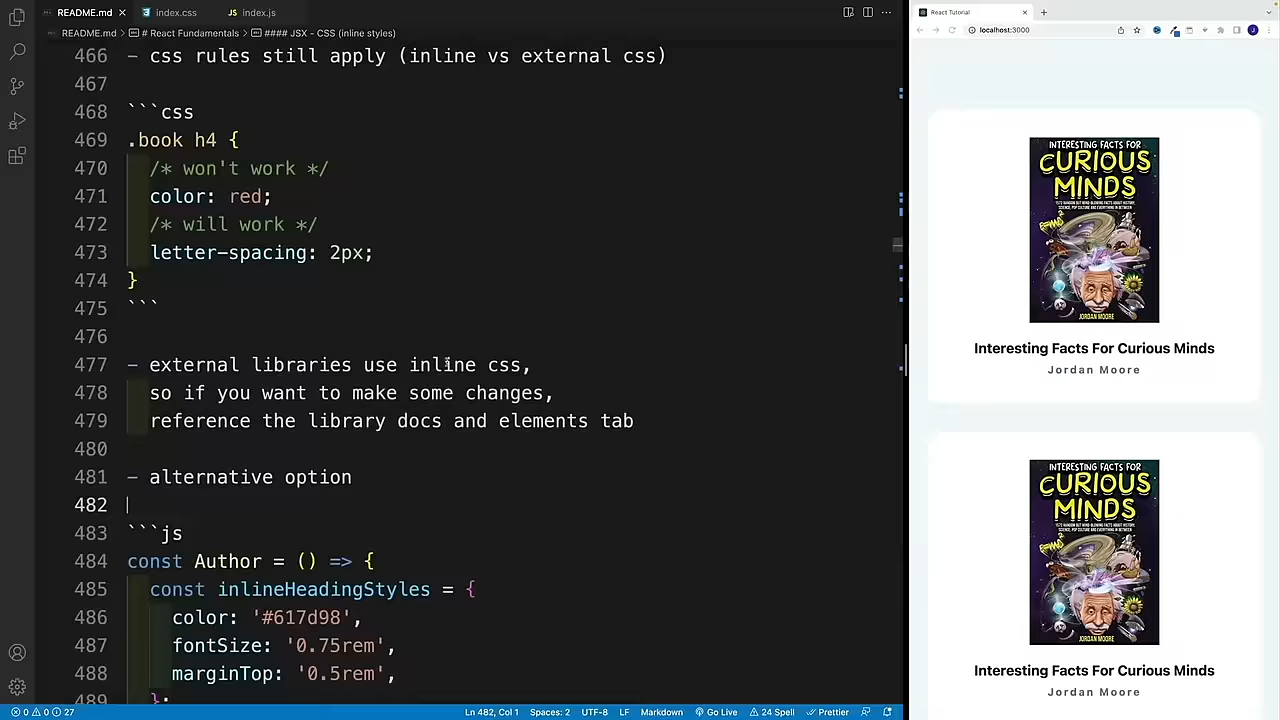 README.md
index.css
JS index.js
README.md > # React Fundamentals > #### JSX - CSS (inline styles)
466 - css rules still apply (inline vs external css)
467
468 ```css
469 .book h4 {
470 /* won't work */
471 color: red;
472 /* will work */
473 letter-spacing: 2px;
474 }
475 ```
476
477 - external libraries use inline css,
478 so if you want to make some changes,
479 reference the library docs and elements tab
480
481 - alternative option
482
483 ```js
484 const Author = () => {
485 const inlineHeadingStyles = {
486 color: '#617d98',
487 fontSize: '0.75rem',
488 marginTop: '0.5rem',
489 };
0 0 27
Ln 482, Col 1
Spaces: 2
UTF-8
LF
Markdown
Go Live
24 Spell
Prettier
React Tutorial
localhost:3000
J
INTERESTING FACTS FOR
CURIOUS
MINDS
JORDAN MOORE
Interesting Facts For Curious Minds
Jordan Moore
INTERESTING FACTS FOR
CURIOUS
MINDS
JORDAN MOORE
Interesting Facts For Curious Minds
Jordan Moore